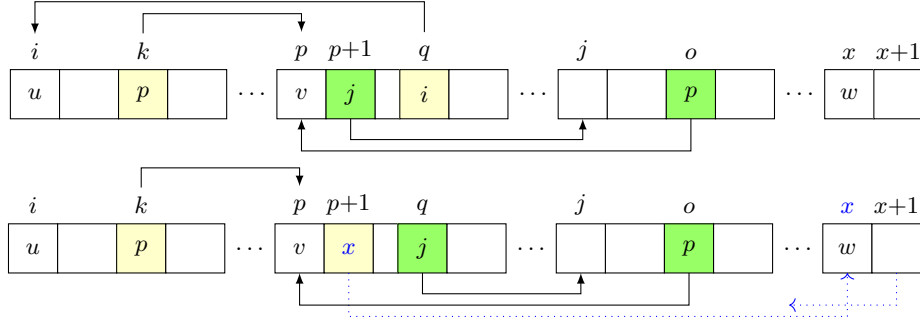 i k p p+1 q j o x x+1
u p v j i ... p ... w
i k p p+1 q j o x x+1
u p ... v x j ... p ... w